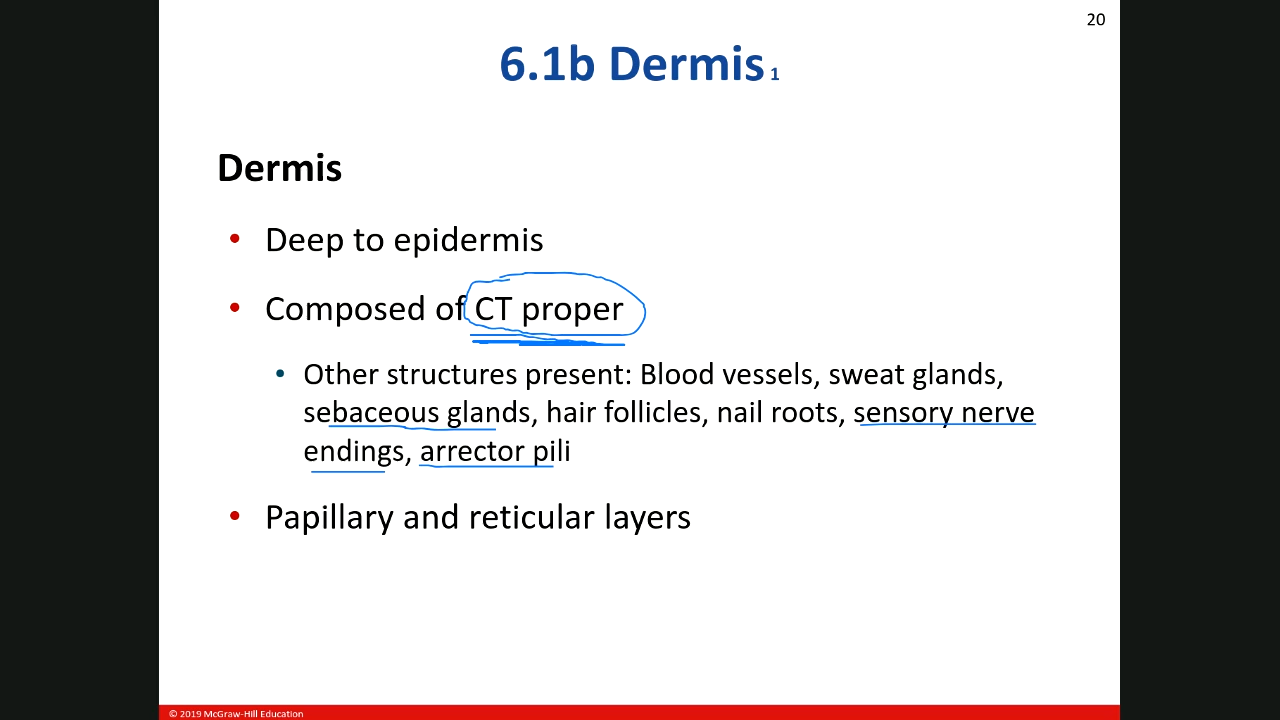 20
6.1b Dermis 1
Dermis
• Deep to epidermis
• Composed of CT proper
• Other structures present: Blood vessels, sweat glands,
sebaceous glands, hair follicles, nail roots, sensory nerve
endings, arrector pili
• Papillary and reticular layers
© 2019 McGraw-Hill Education